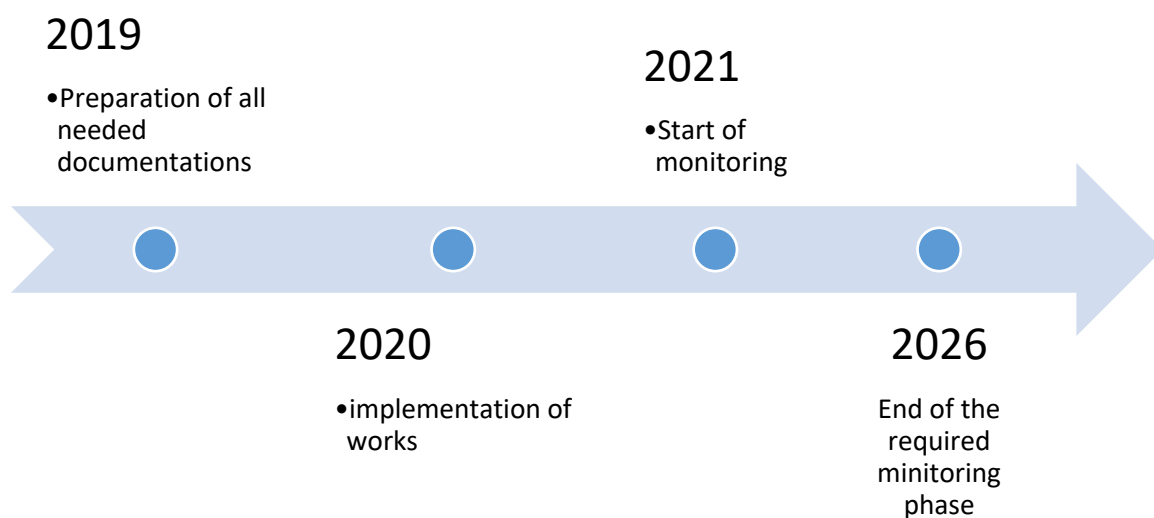 2019
•Preparation of all
needed
documentations
2020
•implementation of
works
2021
•Start of
monitoring
2026
End of the
required
minitoring
phase